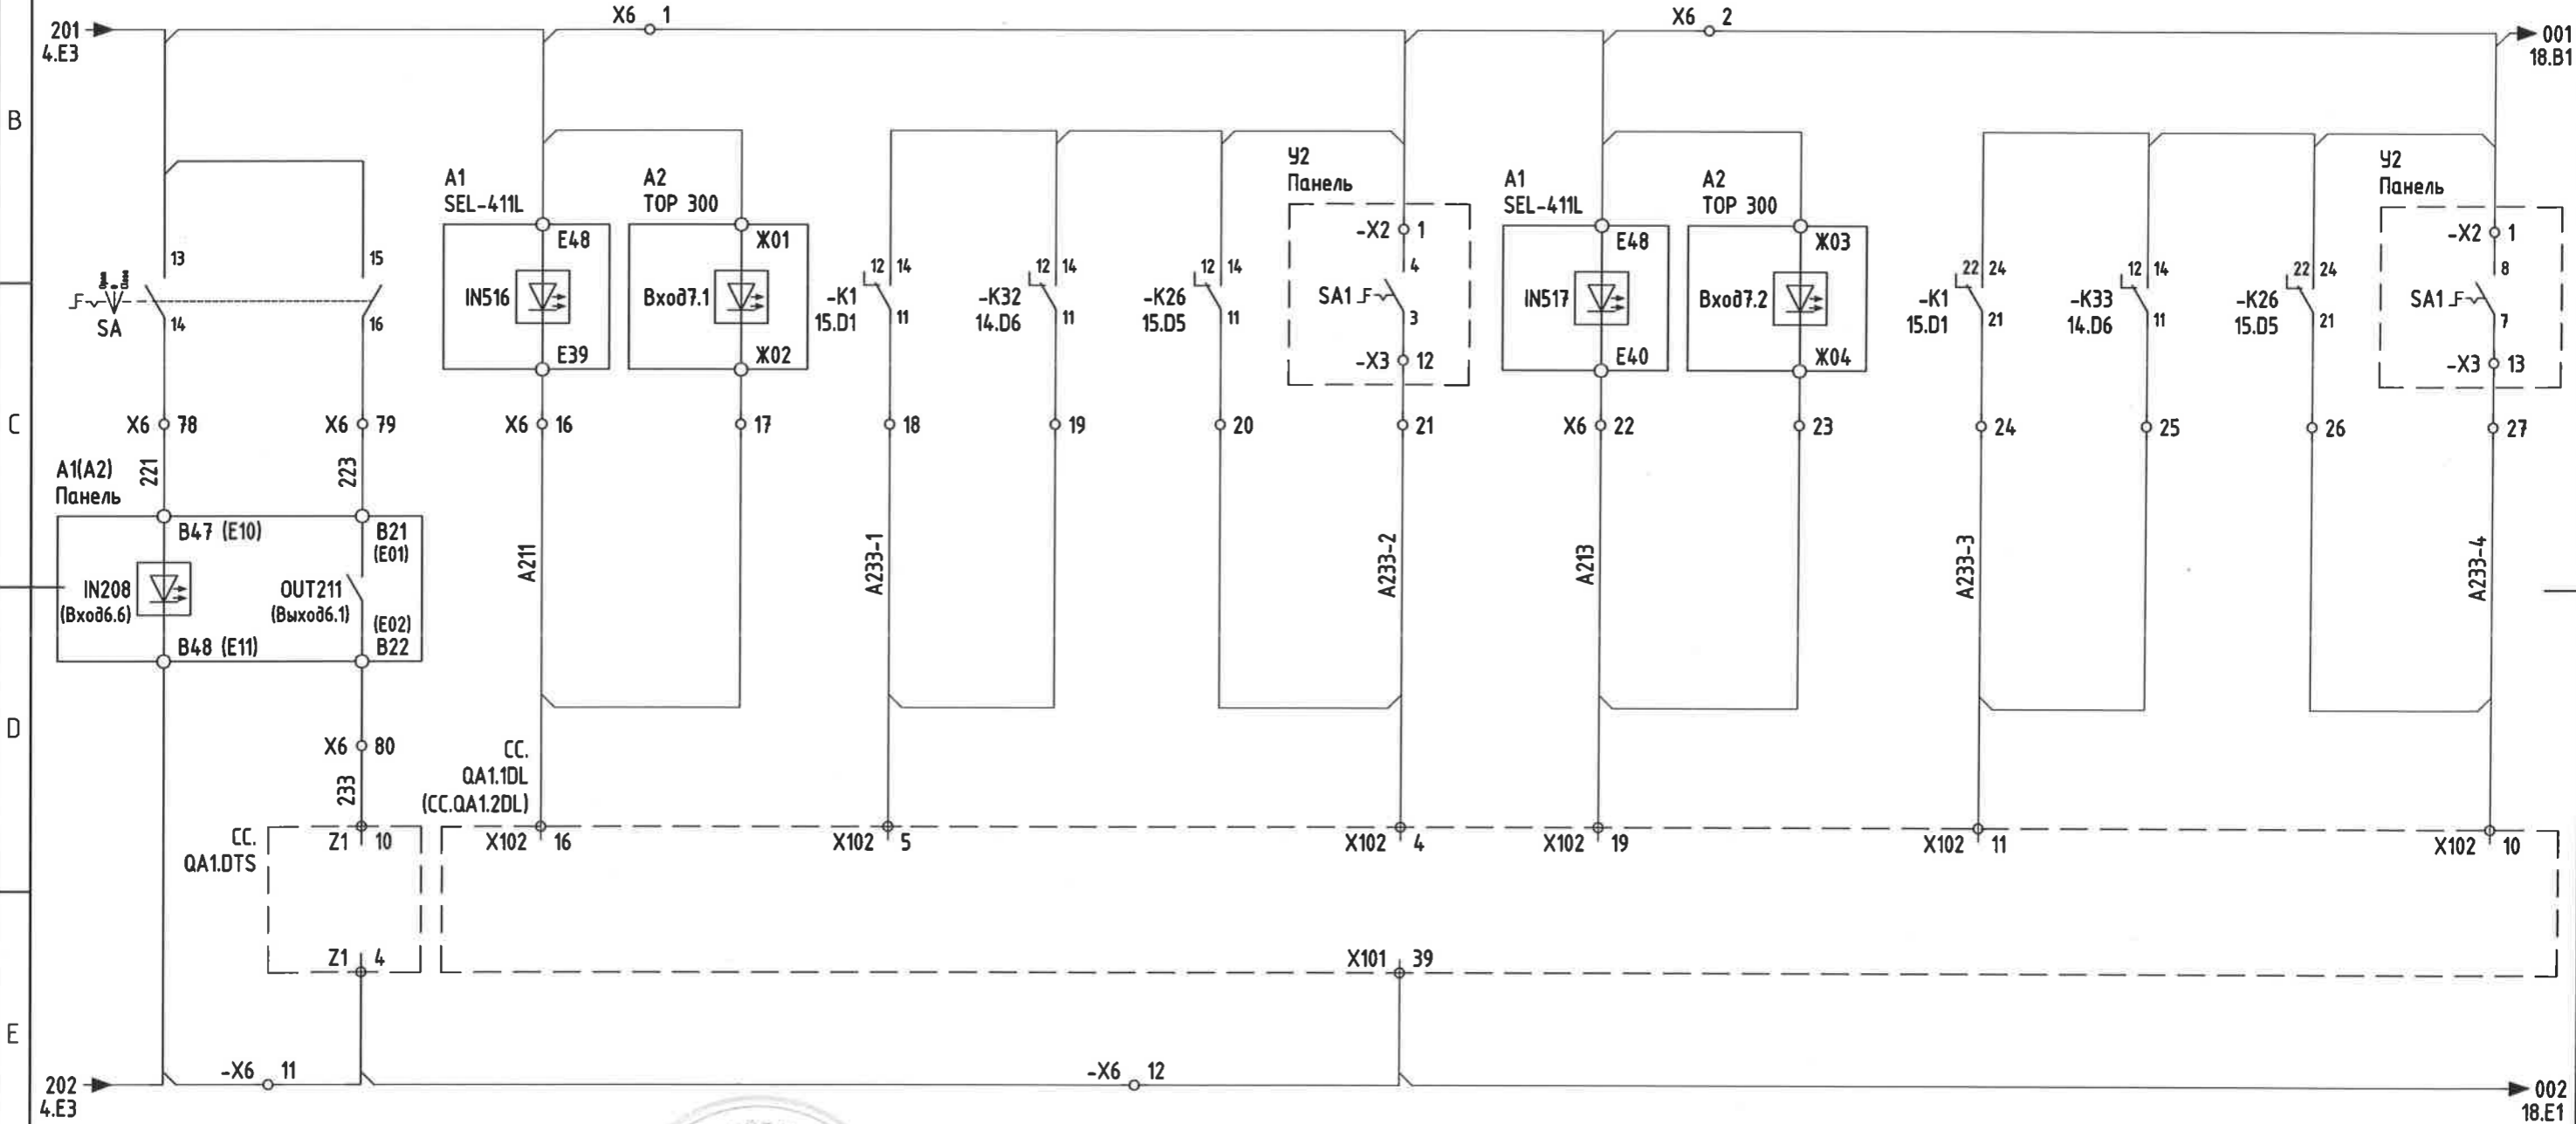 X6 1
X6 2
201
4.E3
001
18.B1
B
У2
Панель
У2
Панель
A1
SEL-411L
A2
ТОР 300
A1
SEL-411L
A2
ТОР 300
E48
Ж01
-X2 1
E48
Ж03
-X2 1
13
15
12 14
12 14
12 14
4
22 24
12 14
22 24
8
SA
IN516
Вход7.1
-K1
15.D1
-K32
14.D6
-K26
15.D5
SA1
IN517
Вход7.2
-K1
15.D1
-K33
14.D6
-K26
15.D5
SA1
14
16
11
11
11
3
21
11
21
7
E39
Ж02
-X3 12
E40
Ж04
-X3 13
C
X6 78
X6 79
X6 16
17
18
19
20
21
X6 22
23
24
25
26
27
221
223
A1(A2)
Панель
B47 (E10)
B21
(E01)
IN208
(Вход6.6)
OUT211
(Выход6.1)
(E02)
B48 (E11)
B22
A211
A233-1
A233-2
A213
A233-3
A233-4
D
X6 80
233
CC.
QA1.1DL
(CC.QA1.2DL)
CC.
QA1.DTS
Z1 10
X102 16
X102 5
X102 4
X102 19
X102 11
X102 10
Z1 4
X101 39
E
-X6 11
-X6 12
202
4.E3
002
18.E1